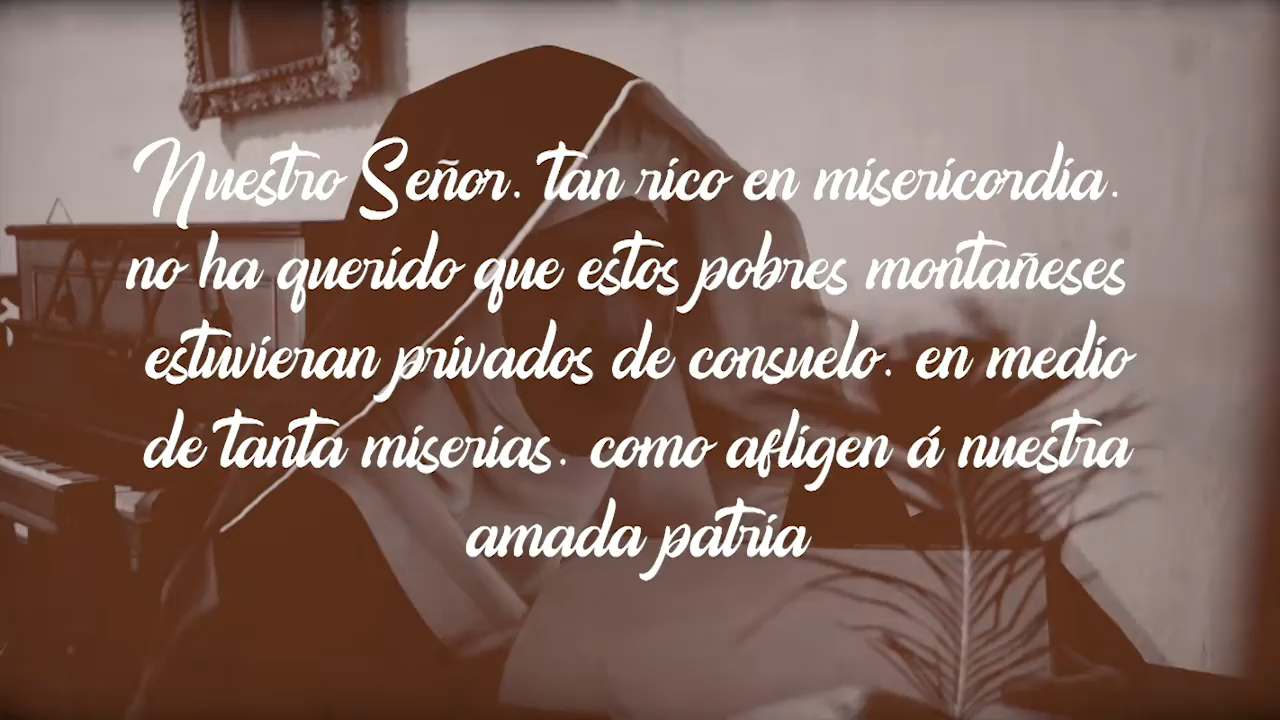 Nuestro Señor, tan rico en misericordia,
no ha querido que estos pobres montañeses
estuvieran privados de consuelo, en medio
de tanta miserias, como afligen á nuestra
amada patria